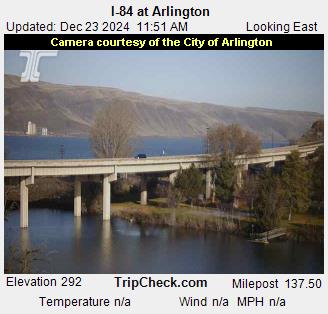 I-84 at Arlington
Updated: Dec 23 2024 11:51 AM Looking East
Camera courtesy of the City of Arlington
Elevation 292 TripCheck.com Milepost 137.50
Temperature n/a Wind n/a MPH n/a